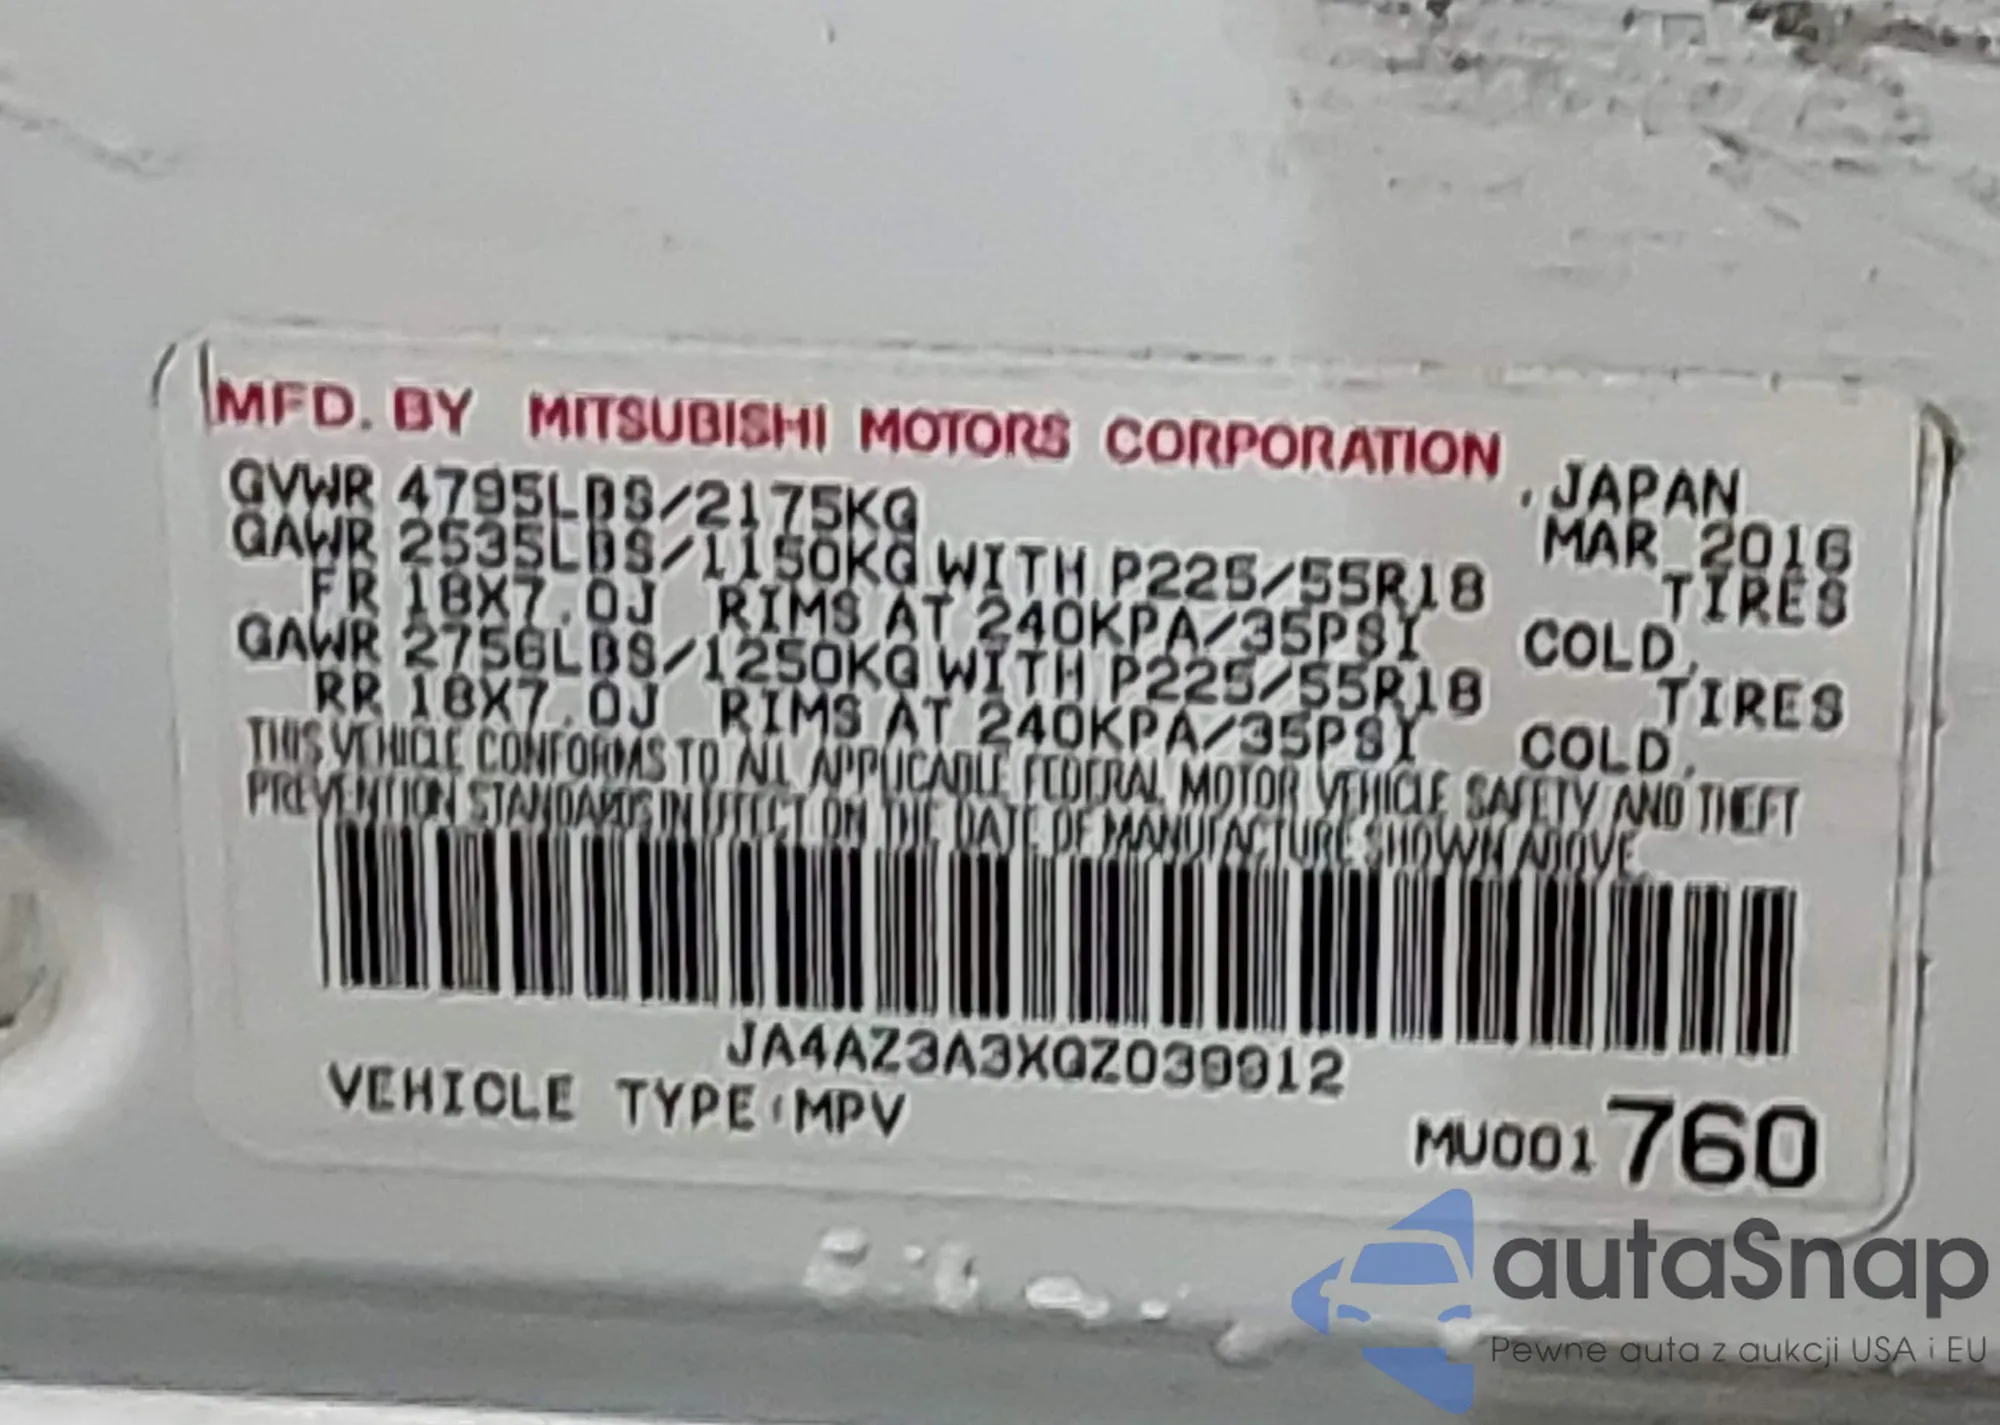 MFD. BY MITSUBISHI MOTORS CORPORATION
GVWR 4795LBS/2175KG , JAPAN
MAR 2016
GAWR 2535LBS/1150KG WITH P225/55R18 TIRES
FR 18X7.0J RIMS AT 240KPA/35PSI COLD,
GAWR 2756LBS/1250KG WITH P225/55R18 TIRES
RR 18X7.0J RIMS AT 240KPA/35PSI COLD,
THIS VEHICLE CONFORMS TO ALL APPLICABLE FEDERAL MOTOR VEHICLE SAFETY AND THEFT
PREVENTION STANDARDS IN EFFECT ON THE DATE OF MANUFACTURE SHOWN ABOVE.
JA4AZ3A3XGZ039912
VEHICLE TYPE:MPV
MU001 760
autaSnap
Pewne auta z aukcji USA i EU